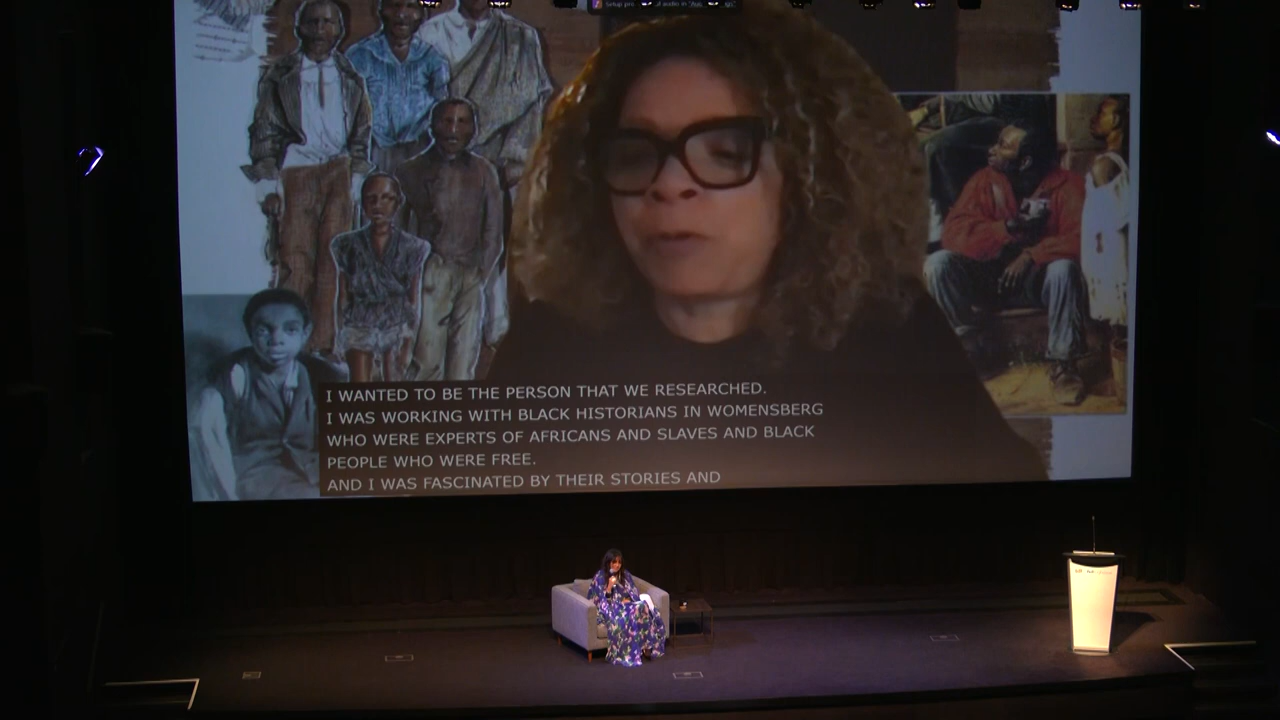 I WANTED TO BE THE PERSON THAT WE RESEARCHED.
I WAS WORKING WITH BLACK HISTORIANS IN WOMENSBERG
WHO WERE EXPERTS OF AFRICANS AND SLAVES AND BLACK
PEOPLE WHO WERE FREE.
AND I WAS FASCINATED BY THEIR STORIES AND